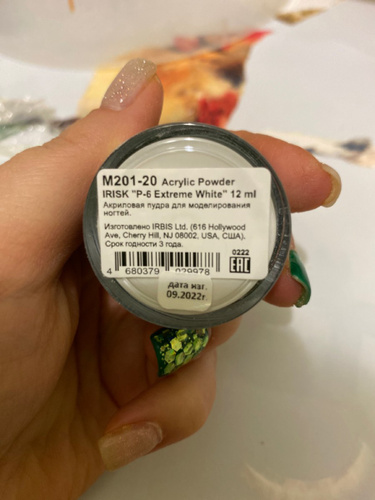 M201-20 Acrylic Powder
IRISK "P-6 Extreme White" 12 ml
Акриловая пудра для моделирования
ногтей.
Изготовлено IRBIS Ltd. (616 Hollywood
Ave, Cherry Hill, NJ 08002, USA, США).
Срок годности 3 года.
0222
4 680379 029978
EAC
дата изг.
09.2022г.